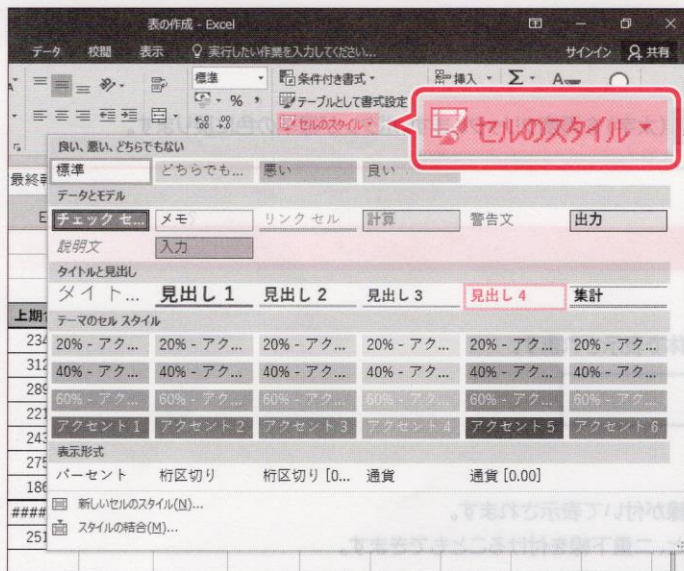 表の作成 - Excel
データ 校閲 表示 実行したい作業を入力してください... サインイン 共有
標準 条件付き書式 挿入 Σ
% , テーブルとして書式設定
.00 セルのスタイル
セルのスタイル
良い、悪い、どちらでもない
標準 どちらでも... 悪い 良い
データとモデル
チェック セ... メモ リンク セル 計算 警告文 出力
説明文 入力
タイトルと見出し
タイト... 見出し 1 見出し 2 見出し 3 見出し 4 集計
テーマのセル スタイル
20% - アク... 20% - アク... 20% - アク... 20% - アク... 20% - アク... 20% - アク...
40% - アク... 40% - アク... 40% - アク... 40% - アク... 40% - アク... 40% - アク...
60% - アク... 60% - アク... 60% - アク... 60% - アク... 60% - アク... 60% - アク...
アクセント 1 アクセント 2 アクセント 3 アクセント 4 アクセント 5 アクセント 6
表示形式
パーセント 桁区切り 桁区切り [0... 通貨 通貨 [0.00]
新しいセルのスタイル(N)...
スタイルの結合(M)...
最終
E
上期
234
312
289
221
243
275
186
####
251